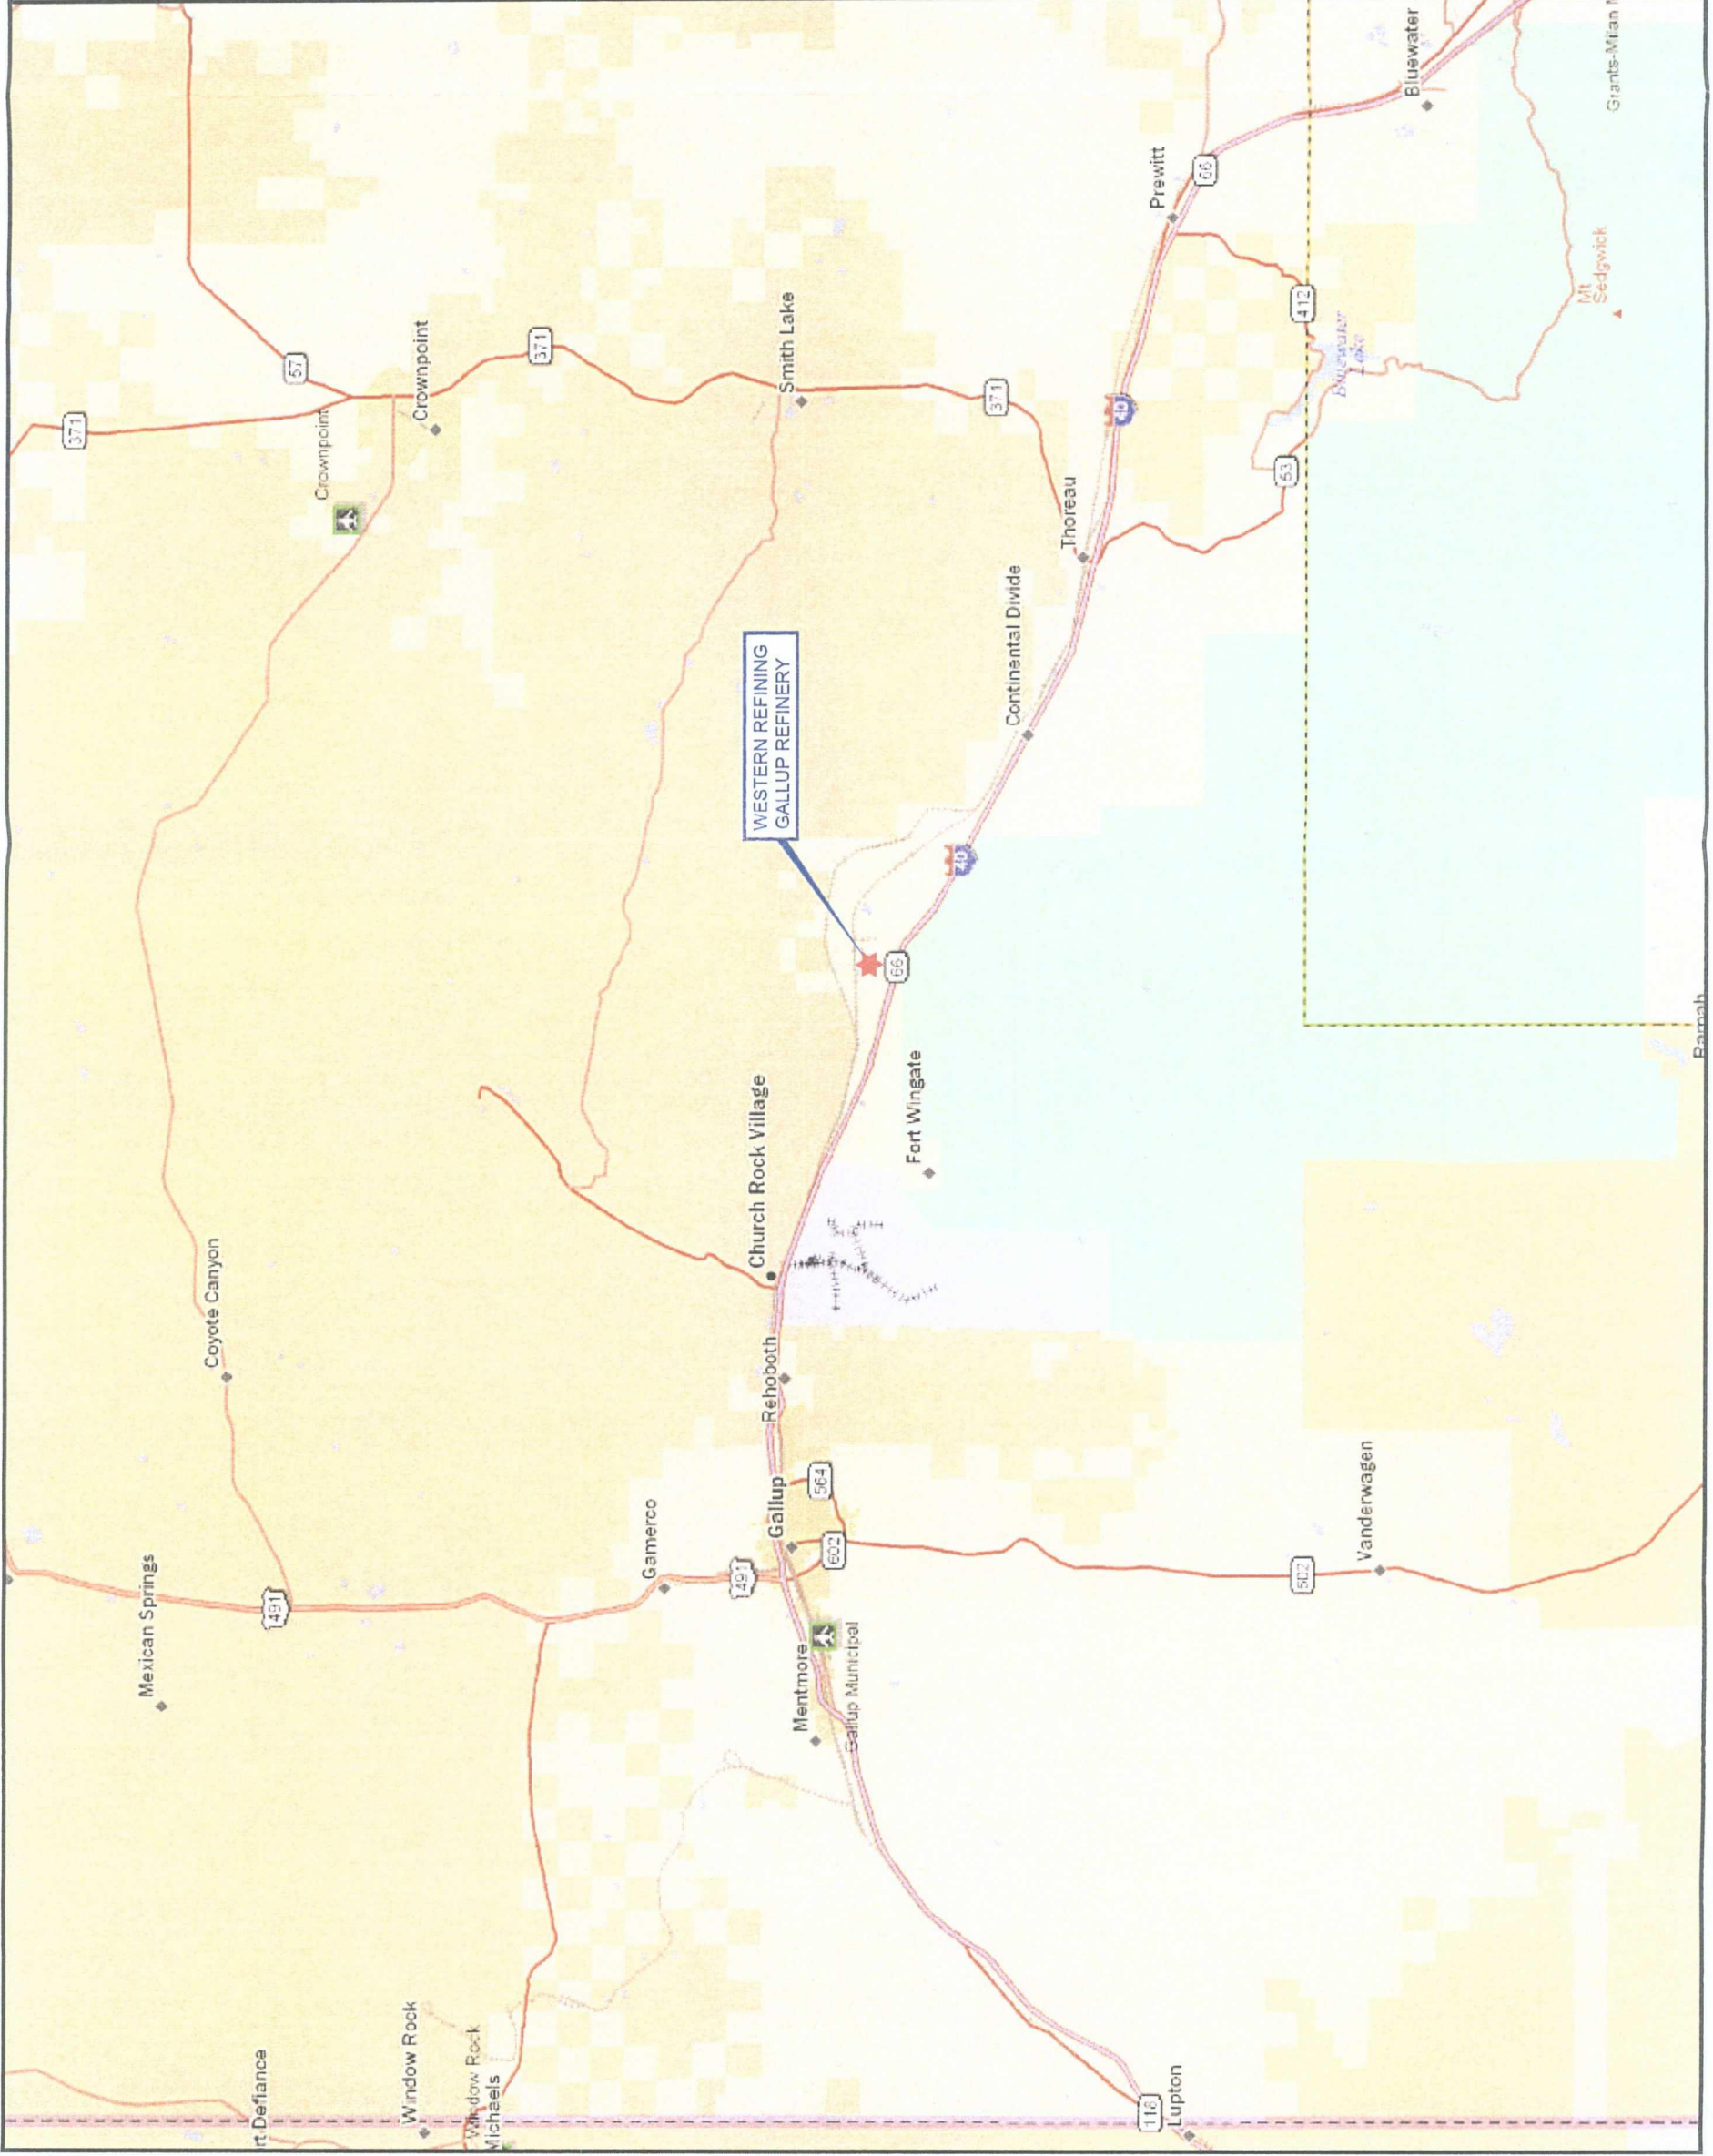 371
57
Crownpoint
Crownpoint
371
Smith Lake
371
Thoreau
Continental Divide
40
Prewitt
66
Bluewater
412
Bluewater
Lake
53
Mt
Sedgwick
Grants-Milan
WESTERN REFINING
GALLUP REFINERY
40
66
Fort Wingate
Church Rock Village
Coyote Canyon
Rehoboth
Gallup
564
602
491
Gamerco
491
Mexican Springs
Mentmore
Gallup Municipal
602
Vanderwagen
Ramah
rt Defiance
Window Rock
Window Rock
Michaels
118
Lupton